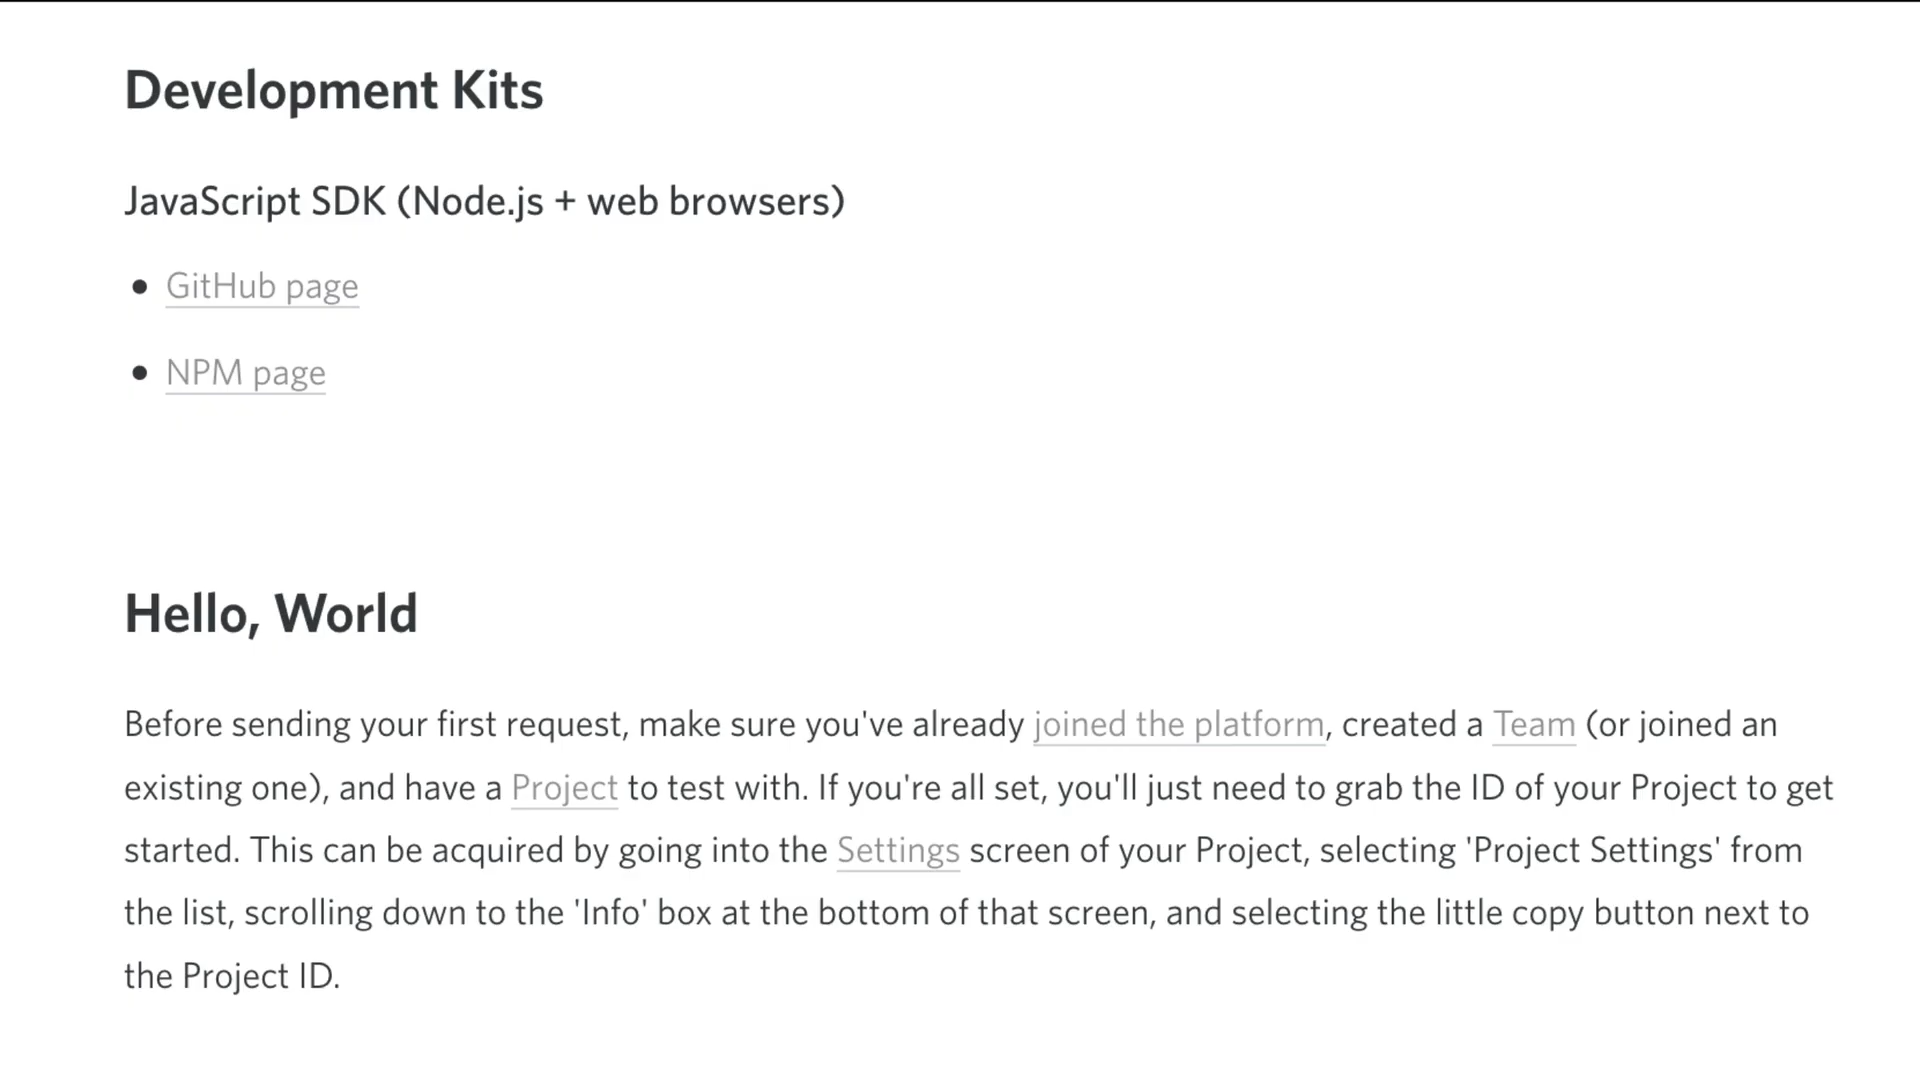 Development Kits
JavaScript SDK (Node.js + web browsers)
GitHub page
NPM page
Hello, World
Before sending your first request, make sure you've already joined the platform, created a Team (or joined an
existing one), and have a Project to test with. If you're all set, you'll just need to grab the ID of your Project to get
started. This can be acquired by going into the Settings screen of your Project, selecting 'Project Settings' from
the list, scrolling down to the 'Info' box at the bottom of that screen, and selecting the little copy button next to
the Project ID.